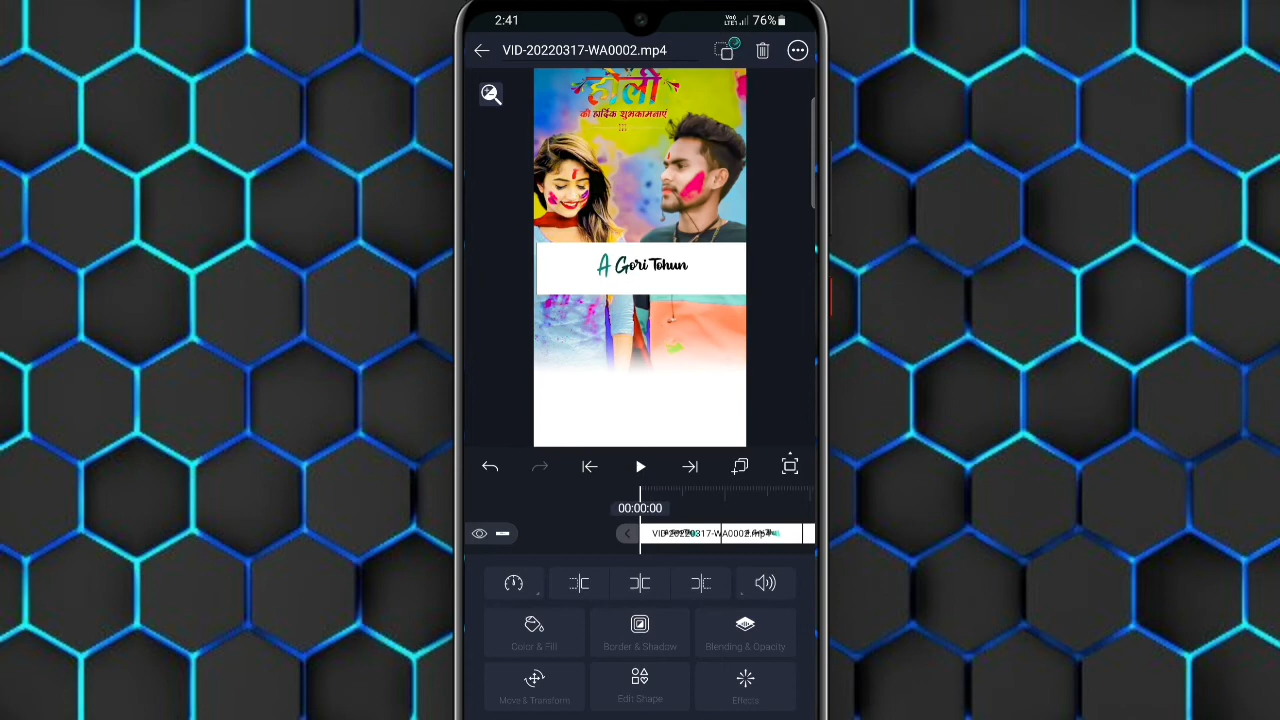 2:41
76%
VID-20220317-WA0002.mp4
होली
की हार्दिक शुभकामनाएं
A Gori Tohun
00:00:00
VID-20220317-WA0002.mp4
Color & Fill
Border & Shadow
Blending & Opacity
Move & Transform
Edit Shape
Effects